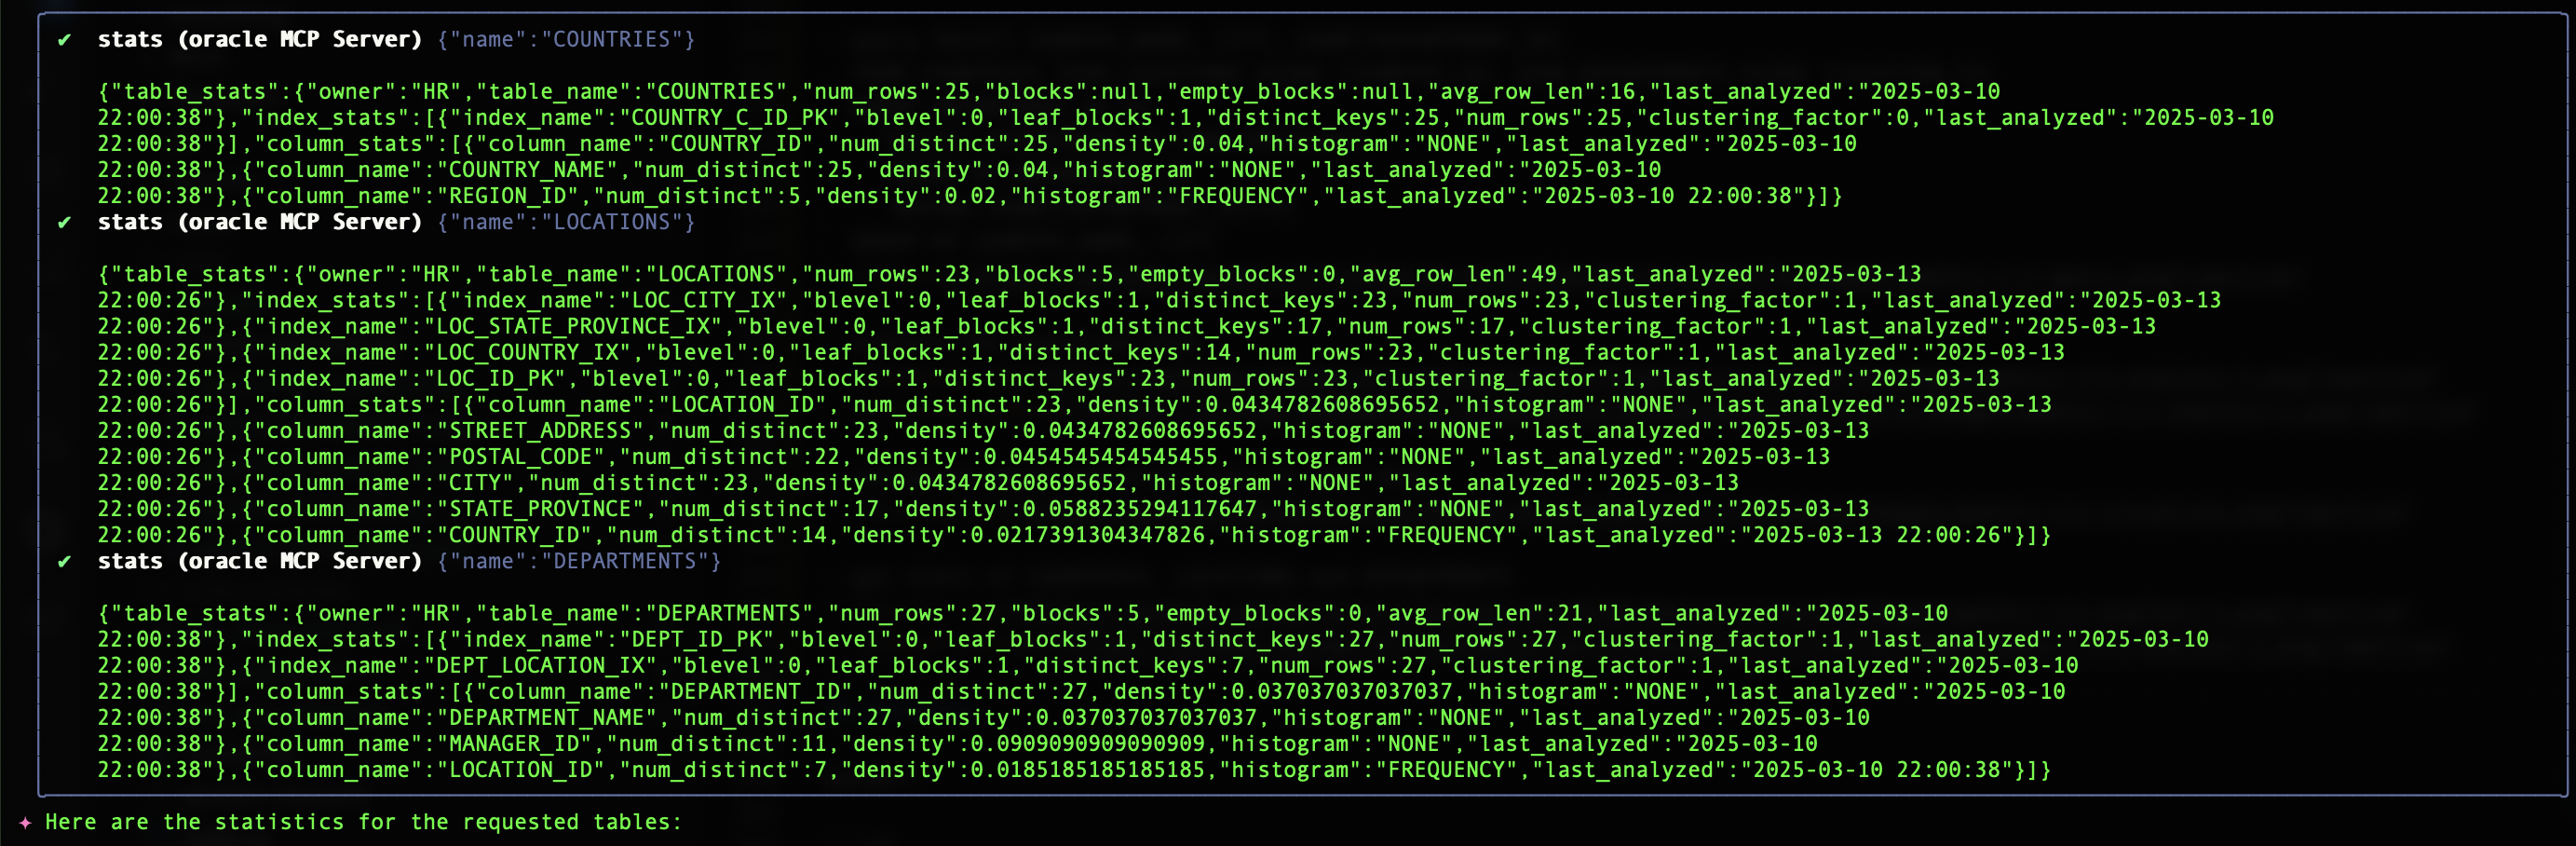 ✔ stats (oracle MCP Server) {"name":"COUNTRIES"}
{"table_stats":{"owner":"HR","table_name":"COUNTRIES","num_rows":25,"blocks":null,"empty_blocks":null,"avg_row_len":16,"last_analyzed":"2025-03-10
22:00:38"},"index_stats":[{"index_name":"COUNTRY_C_ID_PK","blevel":0,"leaf_blocks":1,"distinct_keys":25,"num_rows":25,"clustering_factor":0,"last_analyzed":"2025-03-10
22:00:38"}],"column_stats":[{"column_name":"COUNTRY_ID","num_distinct":25,"density":0.04,"histogram":"NONE","last_analyzed":"2025-03-10
22:00:38"},{"column_name":"COUNTRY_NAME","num_distinct":25,"density":0.04,"histogram":"NONE","last_analyzed":"2025-03-10
22:00:38"},{"column_name":"REGION_ID","num_distinct":5,"density":0.02,"histogram":"FREQUENCY","last_analyzed":"2025-03-10 22:00:38"}]}
✔ stats (oracle MCP Server) {"name":"LOCATIONS"}
{"table_stats":{"owner":"HR","table_name":"LOCATIONS","num_rows":23,"blocks":5,"empty_blocks":0,"avg_row_len":49,"last_analyzed":"2025-03-13
22:00:26"},"index_stats":[{"index_name":"LOC_CITY_IX","blevel":0,"leaf_blocks":1,"distinct_keys":23,"num_rows":23,"clustering_factor":1,"last_analyzed":"2025-03-13
22:00:26"},{"index_name":"LOC_STATE_PROVINCE_IX","blevel":0,"leaf_blocks":1,"distinct_keys":17,"num_rows":17,"clustering_factor":1,"last_analyzed":"2025-03-13
22:00:26"},{"index_name":"LOC_COUNTRY_IX","blevel":0,"leaf_blocks":1,"distinct_keys":14,"num_rows":23,"clustering_factor":1,"last_analyzed":"2025-03-13
22:00:26"},{"index_name":"LOC_ID_PK","blevel":0,"leaf_blocks":1,"distinct_keys":23,"num_rows":23,"clustering_factor":1,"last_analyzed":"2025-03-13
22:00:26"}],"column_stats":[{"column_name":"LOCATION_ID","num_distinct":23,"density":0.0434782608695652,"histogram":"NONE","last_analyzed":"2025-03-13
22:00:26"},{"column_name":"STREET_ADDRESS","num_distinct":23,"density":0.0434782608695652,"histogram":"NONE","last_analyzed":"2025-03-13
22:00:26"},{"column_name":"POSTAL_CODE","num_distinct":22,"density":0.0454545454545455,"histogram":"NONE","last_analyzed":"2025-03-13
22:00:26"},{"column_name":"CITY","num_distinct":23,"density":0.0434782608695652,"histogram":"NONE","last_analyzed":"2025-03-13
22:00:26"},{"column_name":"STATE_PROVINCE","num_distinct":17,"density":0.0588235294117647,"histogram":"NONE","last_analyzed":"2025-03-13
22:00:26"},{"column_name":"COUNTRY_ID","num_distinct":14,"density":0.0217391304347826,"histogram":"FREQUENCY","last_analyzed":"2025-03-13 22:00:26"}]}
✔ stats (oracle MCP Server) {"name":"DEPARTMENTS"}
{"table_stats":{"owner":"HR","table_name":"DEPARTMENTS","num_rows":27,"blocks":5,"empty_blocks":0,"avg_row_len":21,"last_analyzed":"2025-03-10
22:00:38"},"index_stats":[{"index_name":"DEPT_ID_PK","blevel":0,"leaf_blocks":1,"distinct_keys":27,"num_rows":27,"clustering_factor":1,"last_analyzed":"2025-03-10
22:00:38"},{"index_name":"DEPT_LOCATION_IX","blevel":0,"leaf_blocks":1,"distinct_keys":7,"num_rows":27,"clustering_factor":1,"last_analyzed":"2025-03-10
22:00:38"}],"column_stats":[{"column_name":"DEPARTMENT_ID","num_distinct":27,"density":0.037037037037037,"histogram":"NONE","last_analyzed":"2025-03-10
22:00:38"},{"column_name":"DEPARTMENT_NAME","num_distinct":27,"density":0.037037037037037,"histogram":"NONE","last_analyzed":"2025-03-10
22:00:38"},{"column_name":"MANAGER_ID","num_distinct":11,"density":0.0909090909090909,"histogram":"NONE","last_analyzed":"2025-03-10
22:00:38"},{"column_name":"LOCATION_ID","num_distinct":7,"density":0.0185185185185185,"histogram":"FREQUENCY","last_analyzed":"2025-03-10 22:00:38"}]}
✦ Here are the statistics for the requested tables: